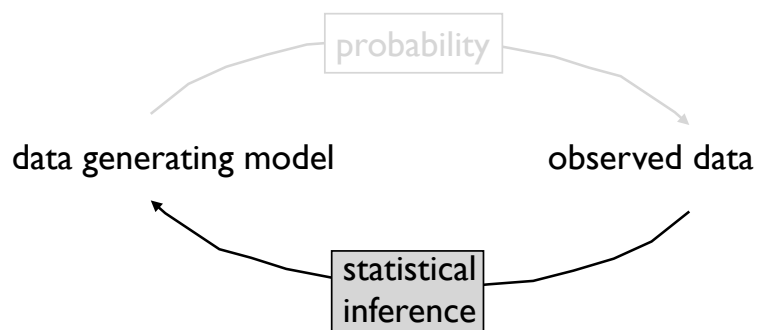 probability
data generating model
observed data
statistical
inference